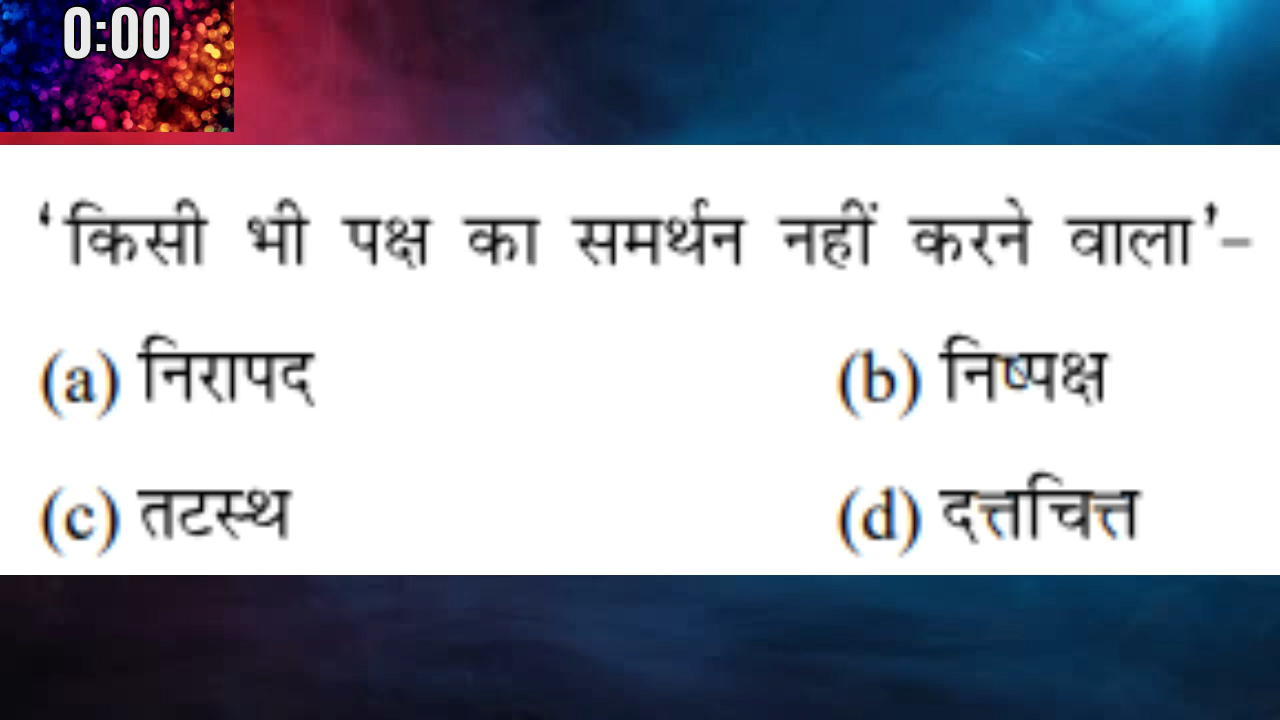 0:00
‘किसी भी पक्ष का समर्थन नहीं करने वाला’–
(a) निरापद (b) निष्पक्ष
(c) तटस्थ (d) दत्तचित्त